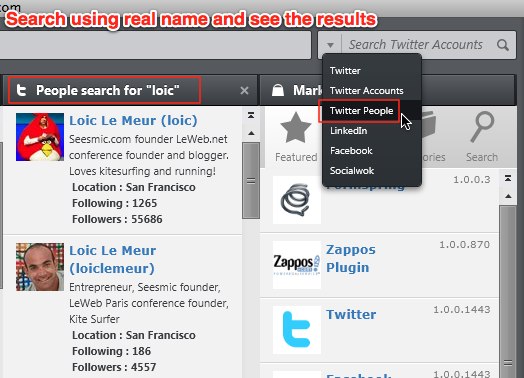 .com
Search using real name and see the results
Search Twitter Accounts
Twitter
Twitter Accounts
Twitter People
LinkedIn
Facebook
Socialwok
People search for "loic"
Loic Le Meur (loic)
Seesmic.com founder LeWeb.net
conference founder and blogger.
Loves kitesurfing and running!
Location : San Francisco
Following : 1265
Followers : 55686
Loic Le Meur
(loiclemeur)
Entrepreneur, Seesmic founder,
LeWeb Paris conference founder,
Kite Surfer
Location : San Francisco
Following : 186
Followers : 4557
Mark
Featured
ories
Search
Formspring
1.0.0.3
Zappos
Plugin
1.0.0.870
Zappos
Twitter
1.0.0.1443
Facebook
1.0.0.1443